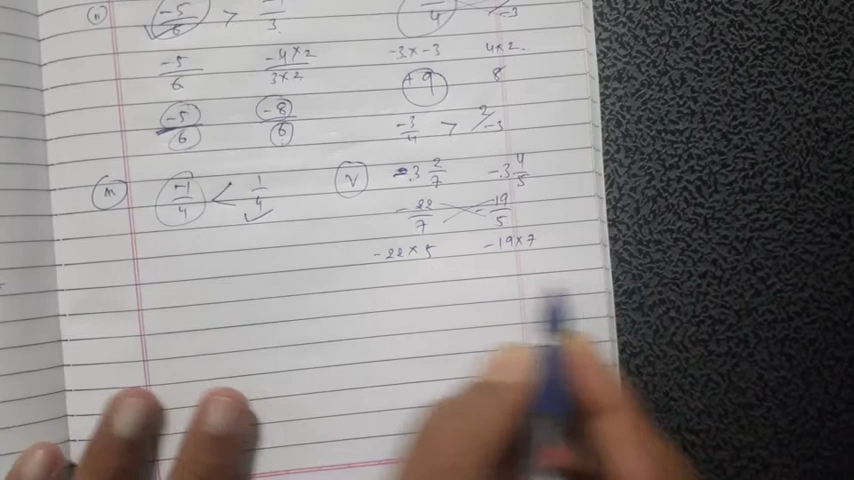 (ii) -5/6 > -1/3
-5/6 -4×2/3×2
-5/6 -8/6
(iii) -1/4 < 1/4
/4 /-3
-3×-3 4×2
+9 8
-3/4 > 2/-3
(V) -3 2/7 -3 4/5
-22/7 -19/5
-22×5 -19×7